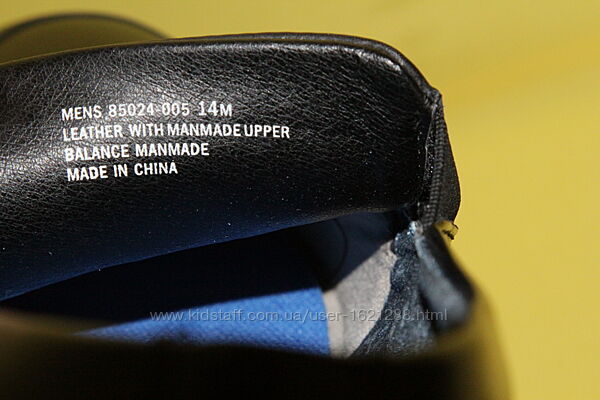 MENS 85024-005 14M
LEATHER WITH MANMADE UPPER
BALANCE MANMADE
MADE IN CHINA
www.kidstaff.com.ua/user-1621298.html